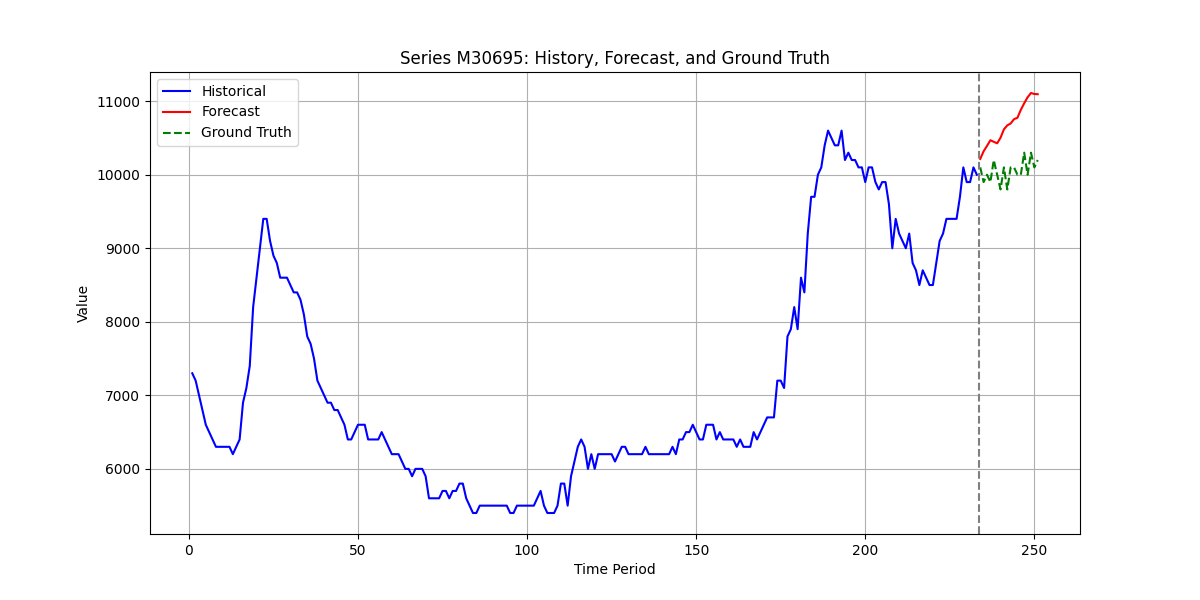 Series M30695: History, Forecast, and Ground Truth
Historical
Forecast
Ground Truth
11000
10000
9000
8000
7000
6000
Value
0
50
100
150
200
250
Time Period